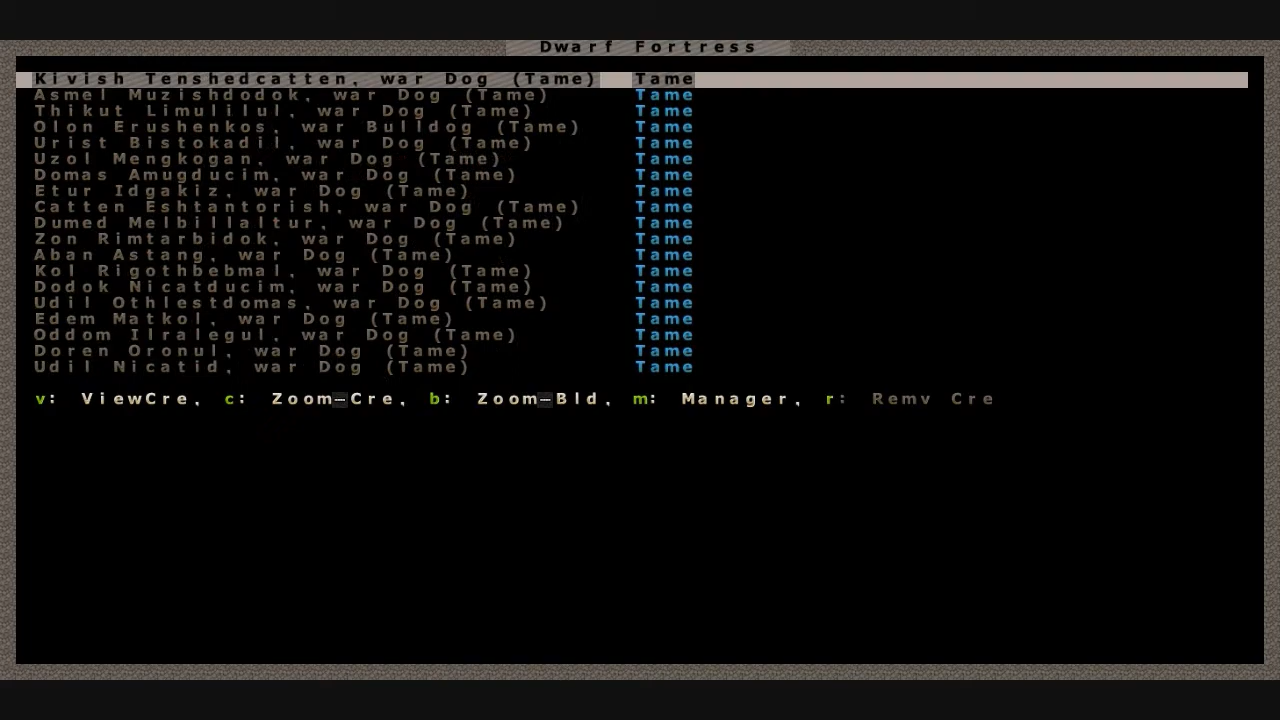 Dwarf Fortress
Kivish Tenshedcatten, war Dog (Tame) Tame
Asmel Muzishdodok, war Dog (Tame) Tame
Thikut Limulilul, war Dog (Tame) Tame
Olon Erushenkos, war Bulldog (Tame) Tame
Urist Bistokadil, war Dog (Tame) Tame
Uzol Mengkogan, war Dog (Tame) Tame
Domas Amugducim, war Dog (Tame) Tame
Etur Idgakiz, war Dog (Tame) Tame
Catten Eshtantorish, war Dog (Tame) Tame
Dumed Melbillaltur, war Dog (Tame) Tame
Zon Rimtarbidok, war Dog (Tame) Tame
Aban Astang, war Dog (Tame) Tame
Kol Rigothbebmal, war Dog (Tame) Tame
Dodok Nicatducim, war Dog (Tame) Tame
Udil Othlestdomas, war Dog (Tame) Tame
Edem Matkol, war Dog (Tame) Tame
Oddom Ilralegul, war Dog (Tame) Tame
Doren Oronul, war Dog (Tame) Tame
Udil Nicatid, war Dog (Tame) Tame
v: ViewCre, c: Zoom-Cre, b: Zoom-Bld, m: Manager, r: Remv Cre